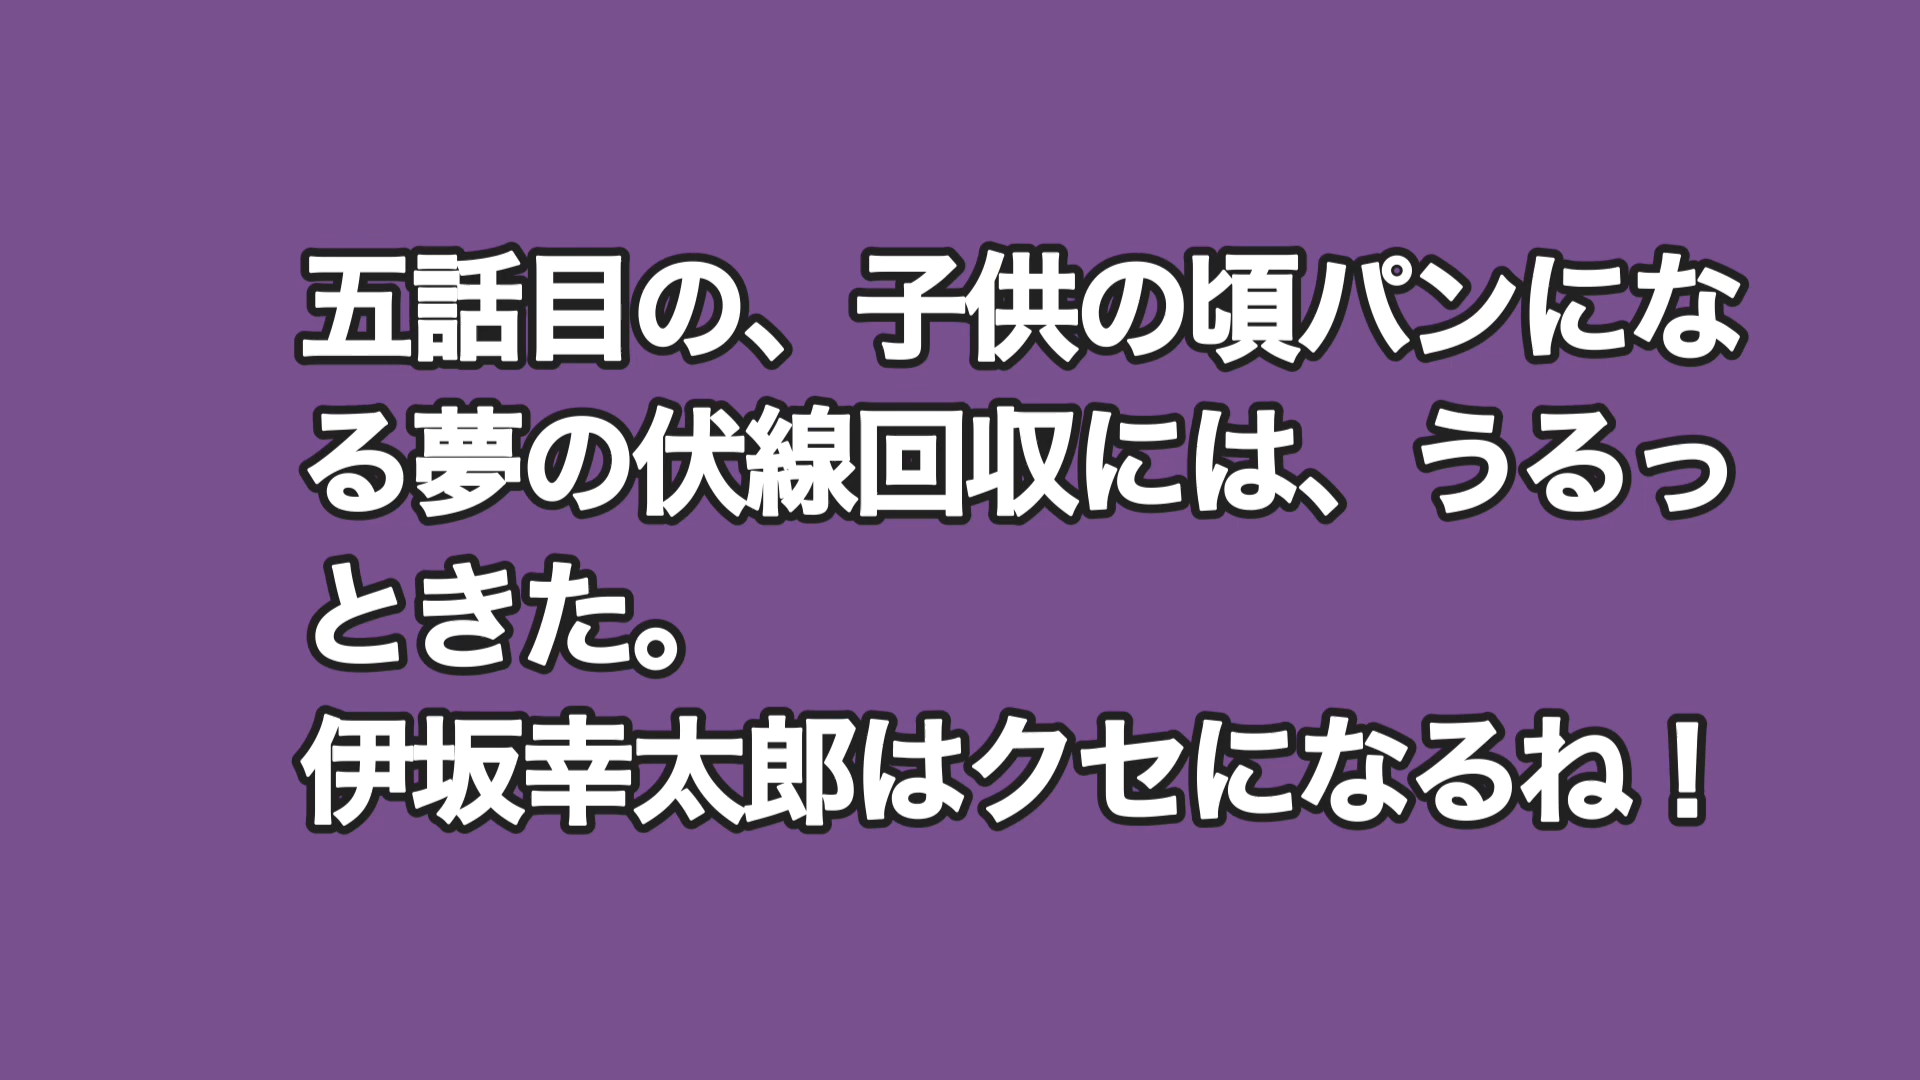 五話目の、子供の頃パンにな
る夢の伏線回収には、うるっ
ときた。
伊坂幸太郎はクセになるね！